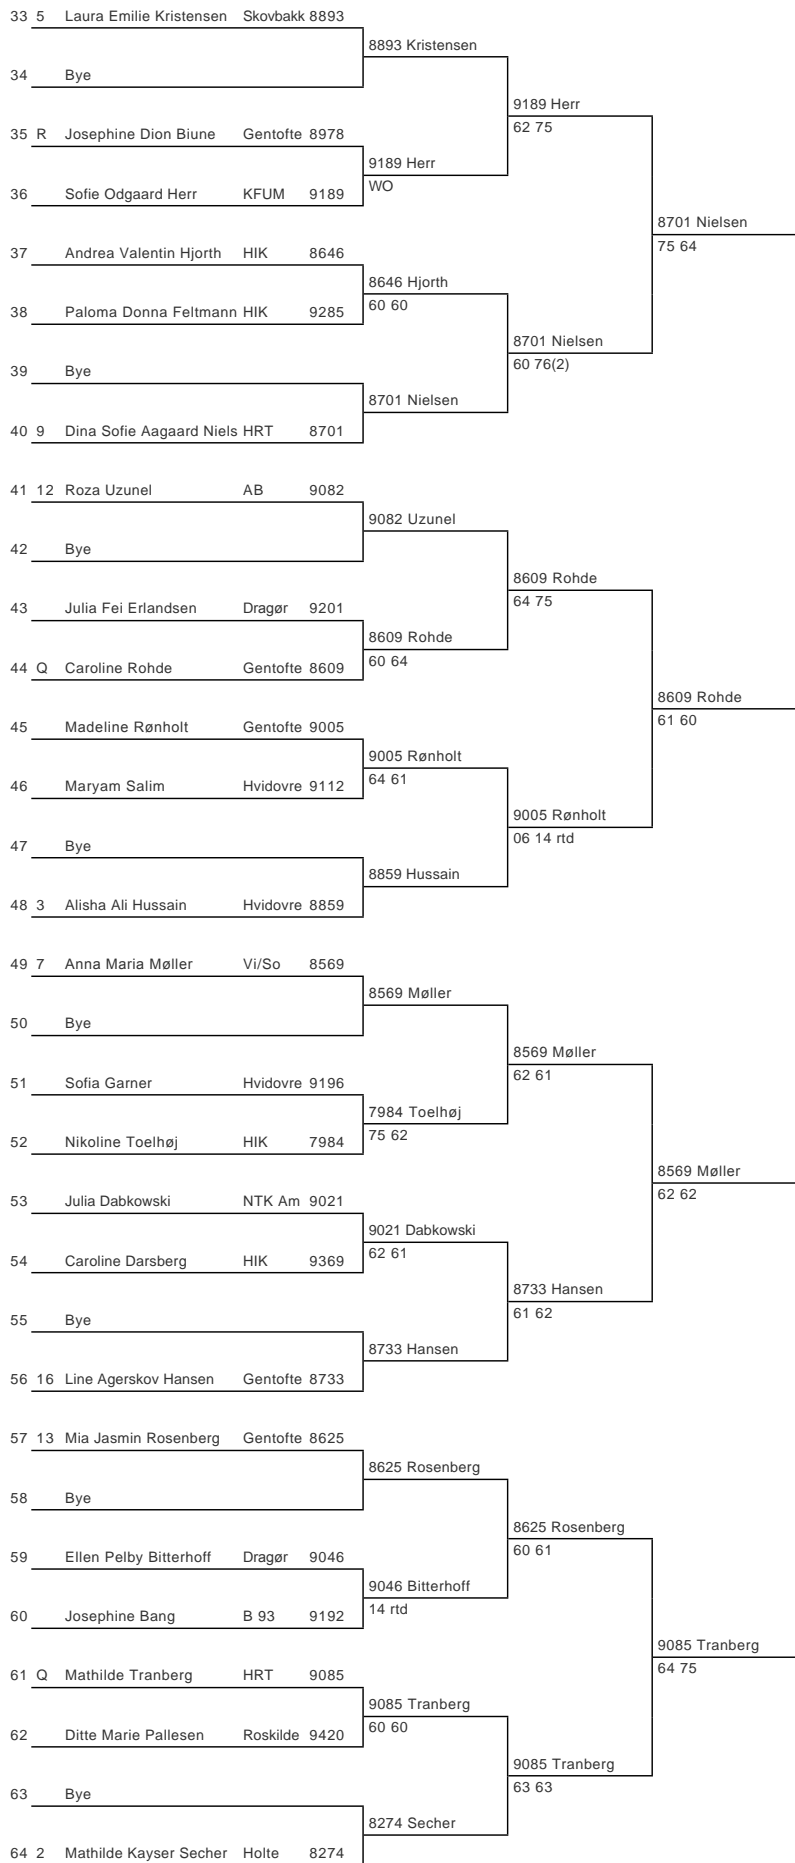 33 5 Laura Emilie Kristensen Skovbakk 8893
8893 Kristensen
34 Bye
9189 Herr
62 75
35 R Josephine Dion Biune Gentofte 8978
9189 Herr
WO
36 Sofie Odgaard Herr KFUM 9189
8701 Nielsen
75 64
37 Andrea Valentin Hjorth HIK 8646
8646 Hjorth
60 60
38 Paloma Donna Feltmann HIK 9285
8701 Nielsen
60 76(2)
39 Bye
8701 Nielsen
40 9 Dina Sofie Aagaard Niels HRT 8701
41 12 Roza Uzunel AB 9082
9082 Uzunel
42 Bye
8609 Rohde
64 75
43 Julia Fei Erlandsen Dragør 9201
8609 Rohde
60 64
44 Q Caroline Rohde Gentofte 8609
8609 Rohde
61 60
45 Madeline Rønholt Gentofte 9005
9005 Rønholt
64 61
46 Maryam Salim Hvidovre 9112
9005 Rønholt
06 14 rtd
47 Bye
8859 Hussain
48 3 Alisha Ali Hussain Hvidovre 8859
49 7 Anna Maria Møller Vi/So 8569
8569 Møller
50 Bye
8569 Møller
62 61
51 Sofia Garner Hvidovre 9196
7984 Toelhøj
75 62
52 Nikoline Toelhøj HIK 7984
8569 Møller
62 62
53 Julia Dabkowski NTK Am 9021
9021 Dabkowski
62 61
54 Caroline Darsberg HIK 9369
8733 Hansen
61 62
55 Bye
8733 Hansen
56 16 Line Agerskov Hansen Gentofte 8733
57 13 Mia Jasmin Rosenberg Gentofte 8625
8625 Rosenberg
58 Bye
8625 Rosenberg
60 61
59 Ellen Pelby Bitterhoff Dragør 9046
9046 Bitterhoff
14 rtd
60 Josephine Bang B 93 9192
9085 Tranberg
64 75
61 Q Mathilde Tranberg HRT 9085
9085 Tranberg
60 60
62 Ditte Marie Pallesen Roskilde 9420
9085 Tranberg
63 63
63 Bye
8274 Secher
64 2 Mathilde Kayser Secher Holte 8274